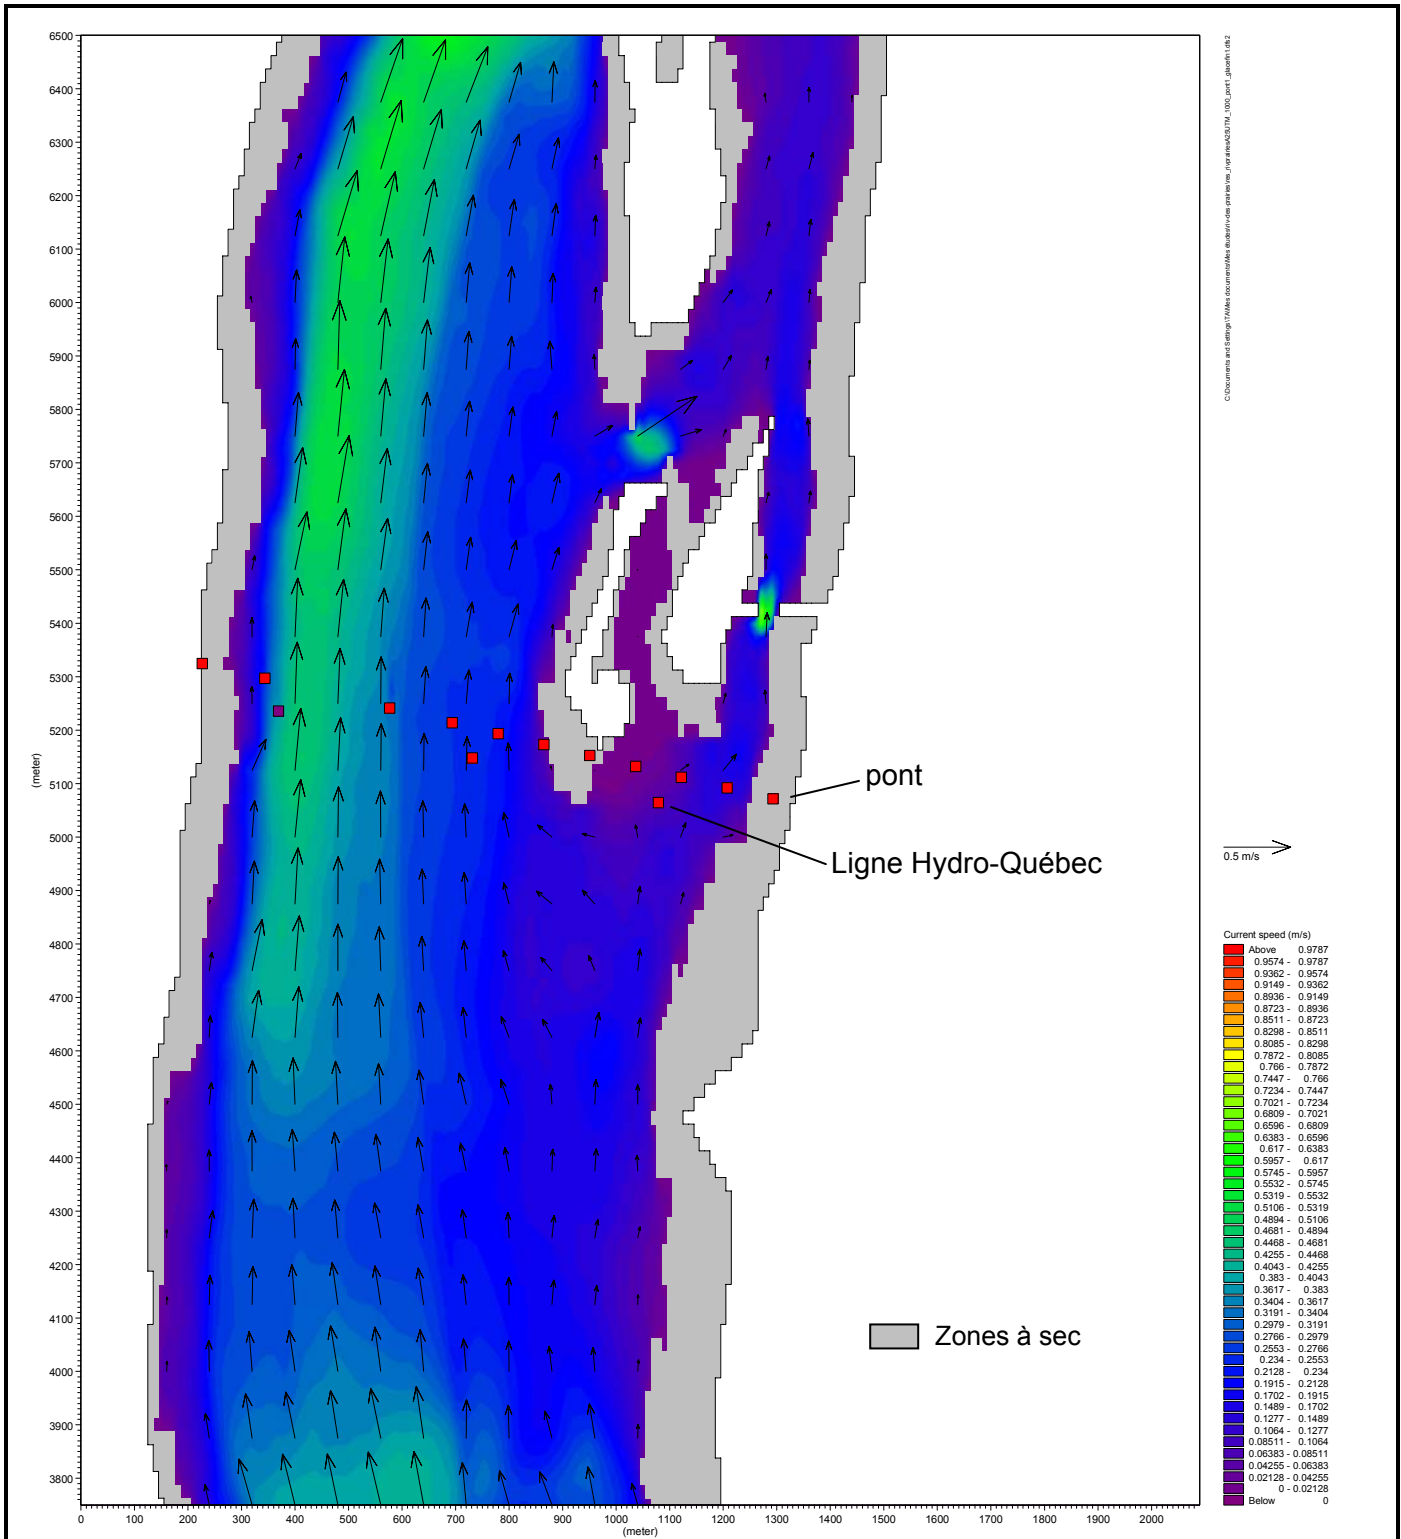 6500
6400
6300
6200
6100
6000
5900
5800
5700
5600
5500
5400
5300
5200
5100
5000
4900
4800
4700
4600
4500
4400
4300
4200
4100
4000
3900
3800
(meter)
0 100 200 300 400 500 600 700 800 900 1000 1100 1200 1300 1400 1500 1600 1700 1800 1900 2000
(meter)
pont
Ligne Hydro-Québec
Zones à sec
0.5 m/s
Current speed (m/s)
Above 0.9787
0.9574 - 0.9787
0.9362 - 0.9574
0.9149 - 0.9362
0.8936 - 0.9149
0.8723 - 0.8936
0.8511 - 0.8723
0.8298 - 0.8511
0.8085 - 0.8298
0.7872 - 0.8085
0.766 - 0.7872
0.7447 - 0.766
0.7234 - 0.7447
0.7021 - 0.7234
0.6809 - 0.7021
0.6596 - 0.6809
0.6383 - 0.6596
0.617 - 0.6383
0.5957 - 0.617
0.5745 - 0.5957
0.5532 - 0.5745
0.5319 - 0.5532
0.5106 - 0.5319
0.4894 - 0.5106
0.4681 - 0.4894
0.4468 - 0.4681
0.4255 - 0.4468
0.4043 - 0.4255
0.383 - 0.4043
0.3617 - 0.383
0.3404 - 0.3617
0.3191 - 0.3404
0.2979 - 0.3191
0.2766 - 0.2979
0.2553 - 0.2766
0.234 - 0.2553
0.2128 - 0.234
0.1915 - 0.2128
0.1702 - 0.1915
0.1489 - 0.1702
0.1277 - 0.1489
0.1064 - 0.1277
0.08511 - 0.1064
0.06383 - 0.08511
0.04255 - 0.06383
0.02128 - 0.04255
0 - 0.02128
Below 0